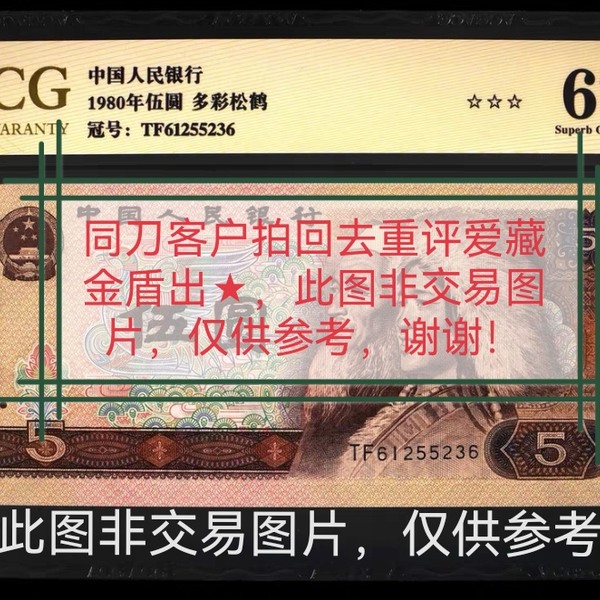 CG
中国人民银行
1980年伍圆 多彩松鹤
☆☆☆
6
ARANTY
冠号：TF61255236
Superb G
中国人民银行
同刀客户拍回去重评爱藏
金盾出★，此图非交易图
片，仅供参考，谢谢！
伍圆
5
TF61255236
5
此图非交易图片，仅供参考